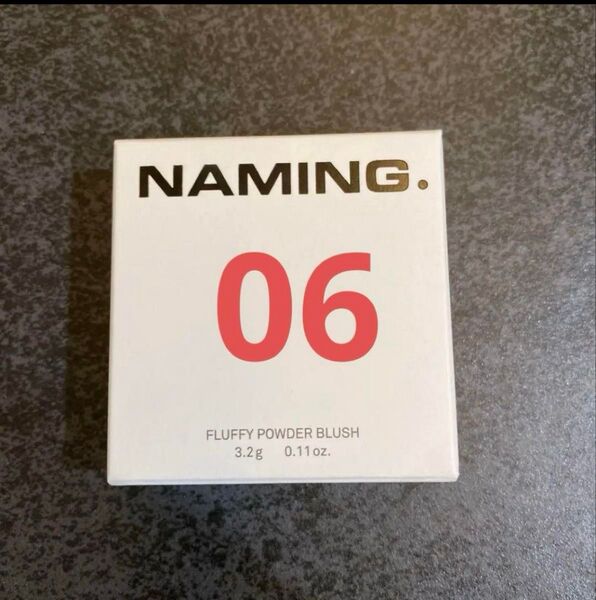 NAMING.
06
FLUFFY POWDER BLUSH
3.2g 0.11oz.